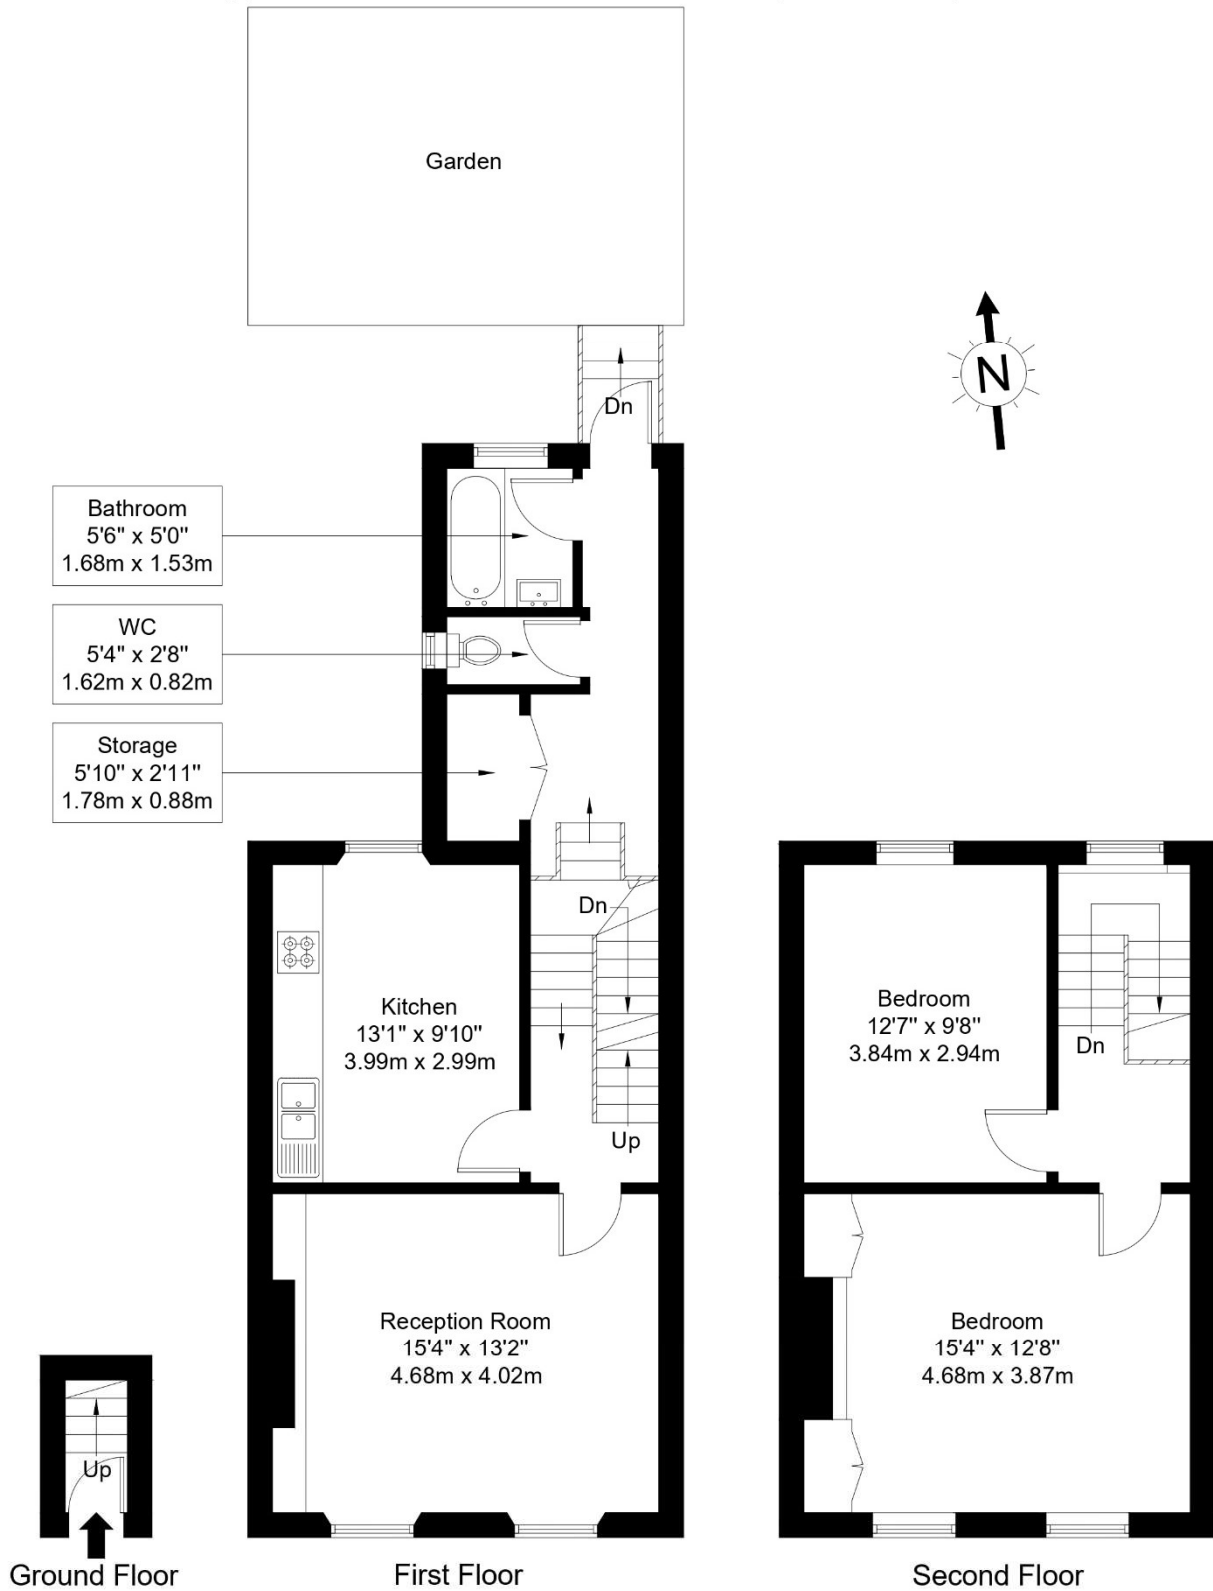 Garden
N
Dn
Bathroom
5'6" x 5'0"
1.68m x 1.53m
WC
5'4" x 2'8"
1.62m x 0.82m
Storage
5'10" x 2'11"
1.78m x 0.88m
Dn
Kitchen
13'1" x 9'10"
3.99m x 2.99m
Up
Bedroom
12'7" x 9'8"
3.84m x 2.94m
Dn
Reception Room
15'4" x 13'2"
4.68m x 4.02m
Bedroom
15'4" x 12'8"
4.68m x 3.87m
Up
Ground Floor
First Floor
Second Floor